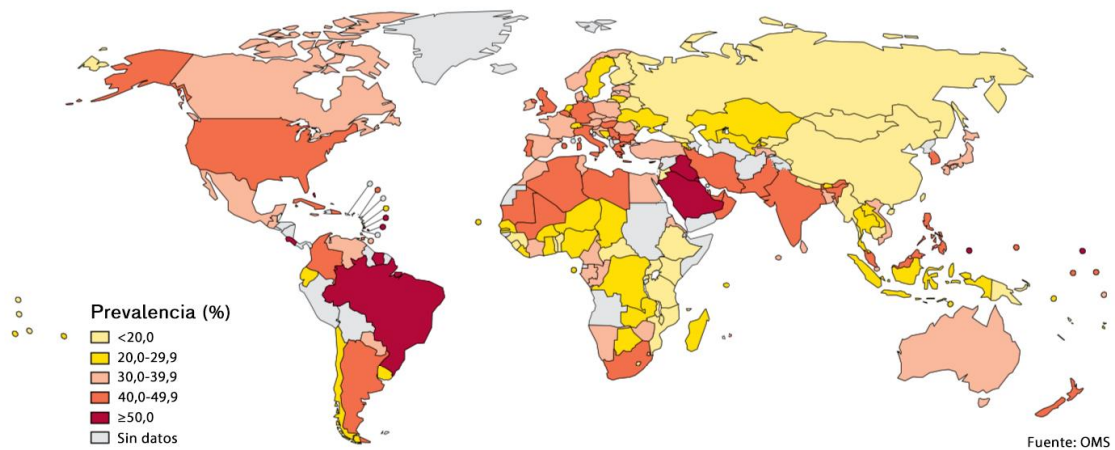 Prevalencia (%)
<20,0
20,0-29,9
30,0-39,9
40,0-49,9
≥50,0
Sin datos
Fuente: OMS